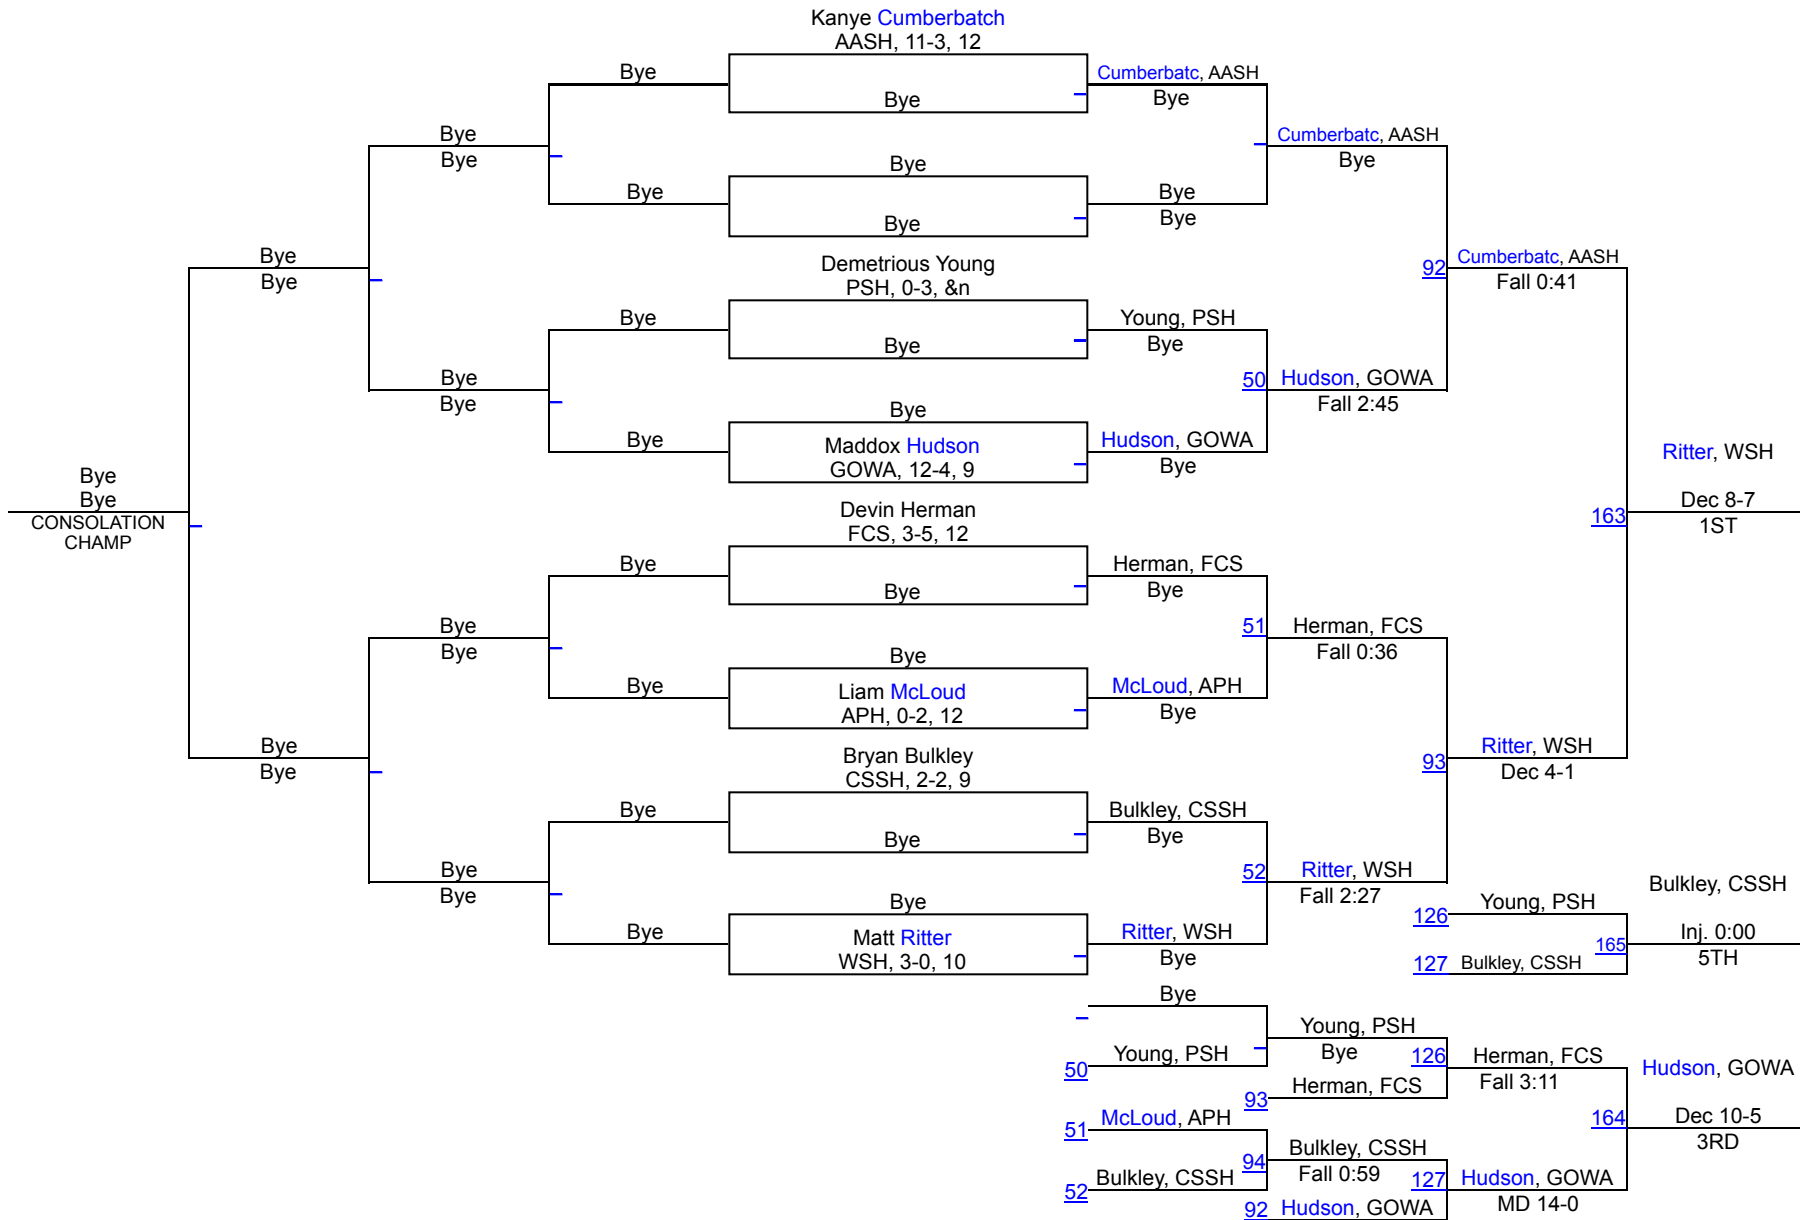 Kanye Cumberbatch
AASH, 11-3, 12
Bye
Cumberbatc, AASH
Bye
Bye
Bye
Bye
Cumberbatc, AASH
Bye
Bye
Bye
Bye
Bye
Bye
Bye
Bye
Bye
Demetrious Young
PSH, 0-3, &n
92
Cumberbatc, AASH
Fall 0:41
Bye
Young, PSH
Bye
Bye
Bye
Bye
50
Hudson, GOWA
Fall 2:45
Bye
Bye
Maddox Hudson
GOWA, 12-4, 9
Hudson, GOWA
Bye
Ritter, WSH
Bye
Bye
CONSOLATION
CHAMP
Devin Herman
FCS, 3-5, 12
163
Dec 8-7
1ST
Bye
Herman, FCS
Bye
Bye
Bye
Bye
51
Herman, FCS
Fall 0:36
Bye
Bye
Liam McLoud
APH, 0-2, 12
McLoud, APH
Bye
Bye
Bye
Bryan Bulkley
CSSH, 2-2, 9
93
Ritter, WSH
Dec 4-1
Bye
Bulkley, CSSH
Bye
Bye
Bye
Bye
52
Ritter, WSH
Fall 2:27
Bye
Bye
Matt Ritter
WSH, 3-0, 10
Ritter, WSH
Bye
Bulkley, CSSH
126
Young, PSH
165
Inj. 0:00
5TH
127
Bulkley, CSSH
Bye
Young, PSH
Bye
50
Young, PSH
126
Herman, FCS
Fall 3:11
Hudson, GOWA
93
Herman, FCS
51
McLoud, APH
164
Dec 10-5
3RD
94
Bulkley, CSSH
Fall 0:59
52
Bulkley, CSSH
127
Hudson, GOWA
MD 14-0
92
Hudson, GOWA